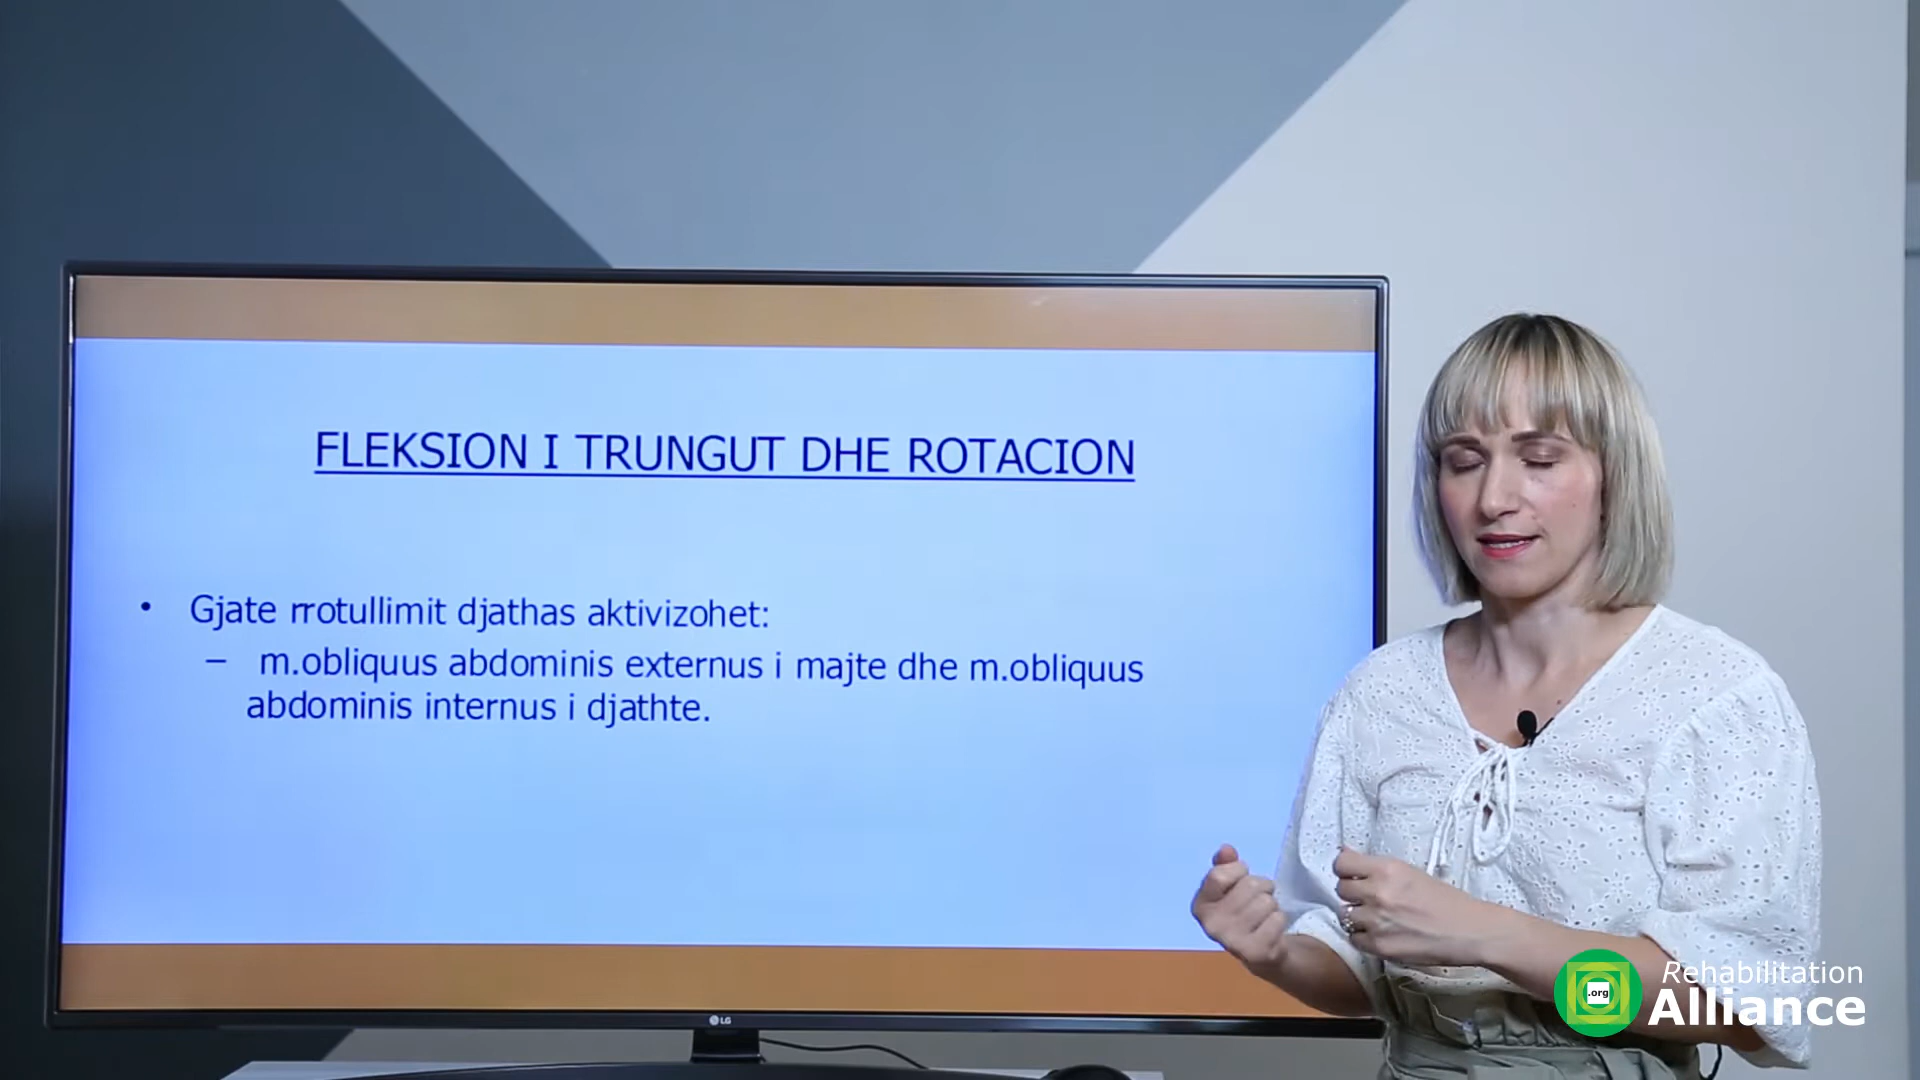 FLEKSION I TRUNGUT DHE ROTACION
• Gjate rrotullimit djathas aktivizohet:
– m.obliquus abdominis externus i majte dhe m.obliquus
abdominis internus i djathte.
LG
.org
Rehabilitation
Alliance